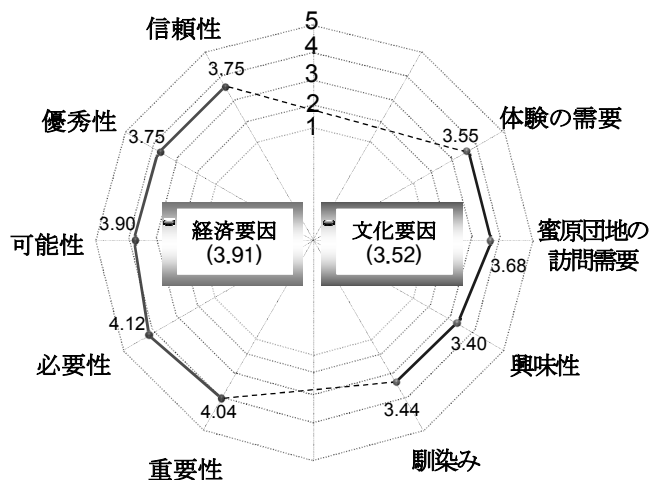 信頼性
5
4
3
2
1
3.75
3.55
体験の需要
優秀性
3.75
3.90
可能性
経済要因
(3.91)
文化要因
(3.52)
蜜原団地の
訪問需要
3.68
4.12
必要性
3.40
興味性
4.04
3.44
重要性
馴染み